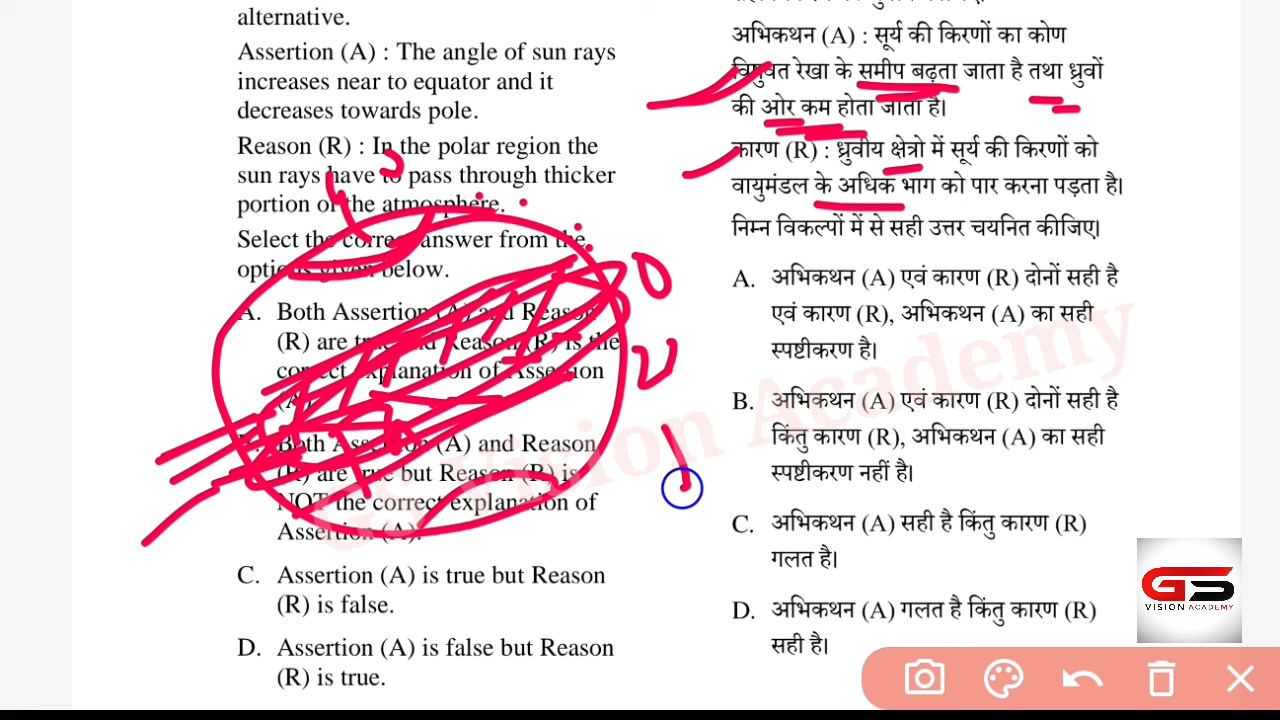 alternative.
Assertion (A) : The angle of sun rays
increases near to equator and it
decreases towards pole.
Reason (R) : In the polar region the
sun rays have to pass through thicker
portion of the atmosphere.
Select the correct answer from the
options given below.
A. Both Assertion (A) and Reason
(R) are true and Reason (R) is the
correct explanation of Assertion
(A).
B. Both Assertion (A) and Reason
(R) are true but Reason (R) is
NOT the correct explanation of
Assertion (A).
C. Assertion (A) is true but Reason
(R) is false.
D. Assertion (A) is false but Reason
(R) is true.
अभिकथन (A) : सूर्य की किरणों का कोण
विषुवत रेखा के समीप बढ़ता जाता है तथा ध्रुवों
की ओर कम होता जाता है।
कारण (R) : ध्रुवीय क्षेत्रो में सूर्य की किरणों को
वायुमंडल के अधिक भाग को पार करना पड़ता है।
निम्न विकल्पों में से सही उत्तर चयनित कीजिए।
A. अभिकथन (A) एवं कारण (R) दोनों सही है
एवं कारण (R), अभिकथन (A) का सही
स्पष्टीकरण है।
B. अभिकथन (A) एवं कारण (R) दोनों सही है
किंतु कारण (R), अभिकथन (A) का सही
स्पष्टीकरण नहीं है।
C. अभिकथन (A) सही है किंतु कारण (R)
गलत है।
D. अभिकथन (A) गलत है किंतु कारण (R)
सही है।
GS Vision Academy
GS
VISION ACADEMY